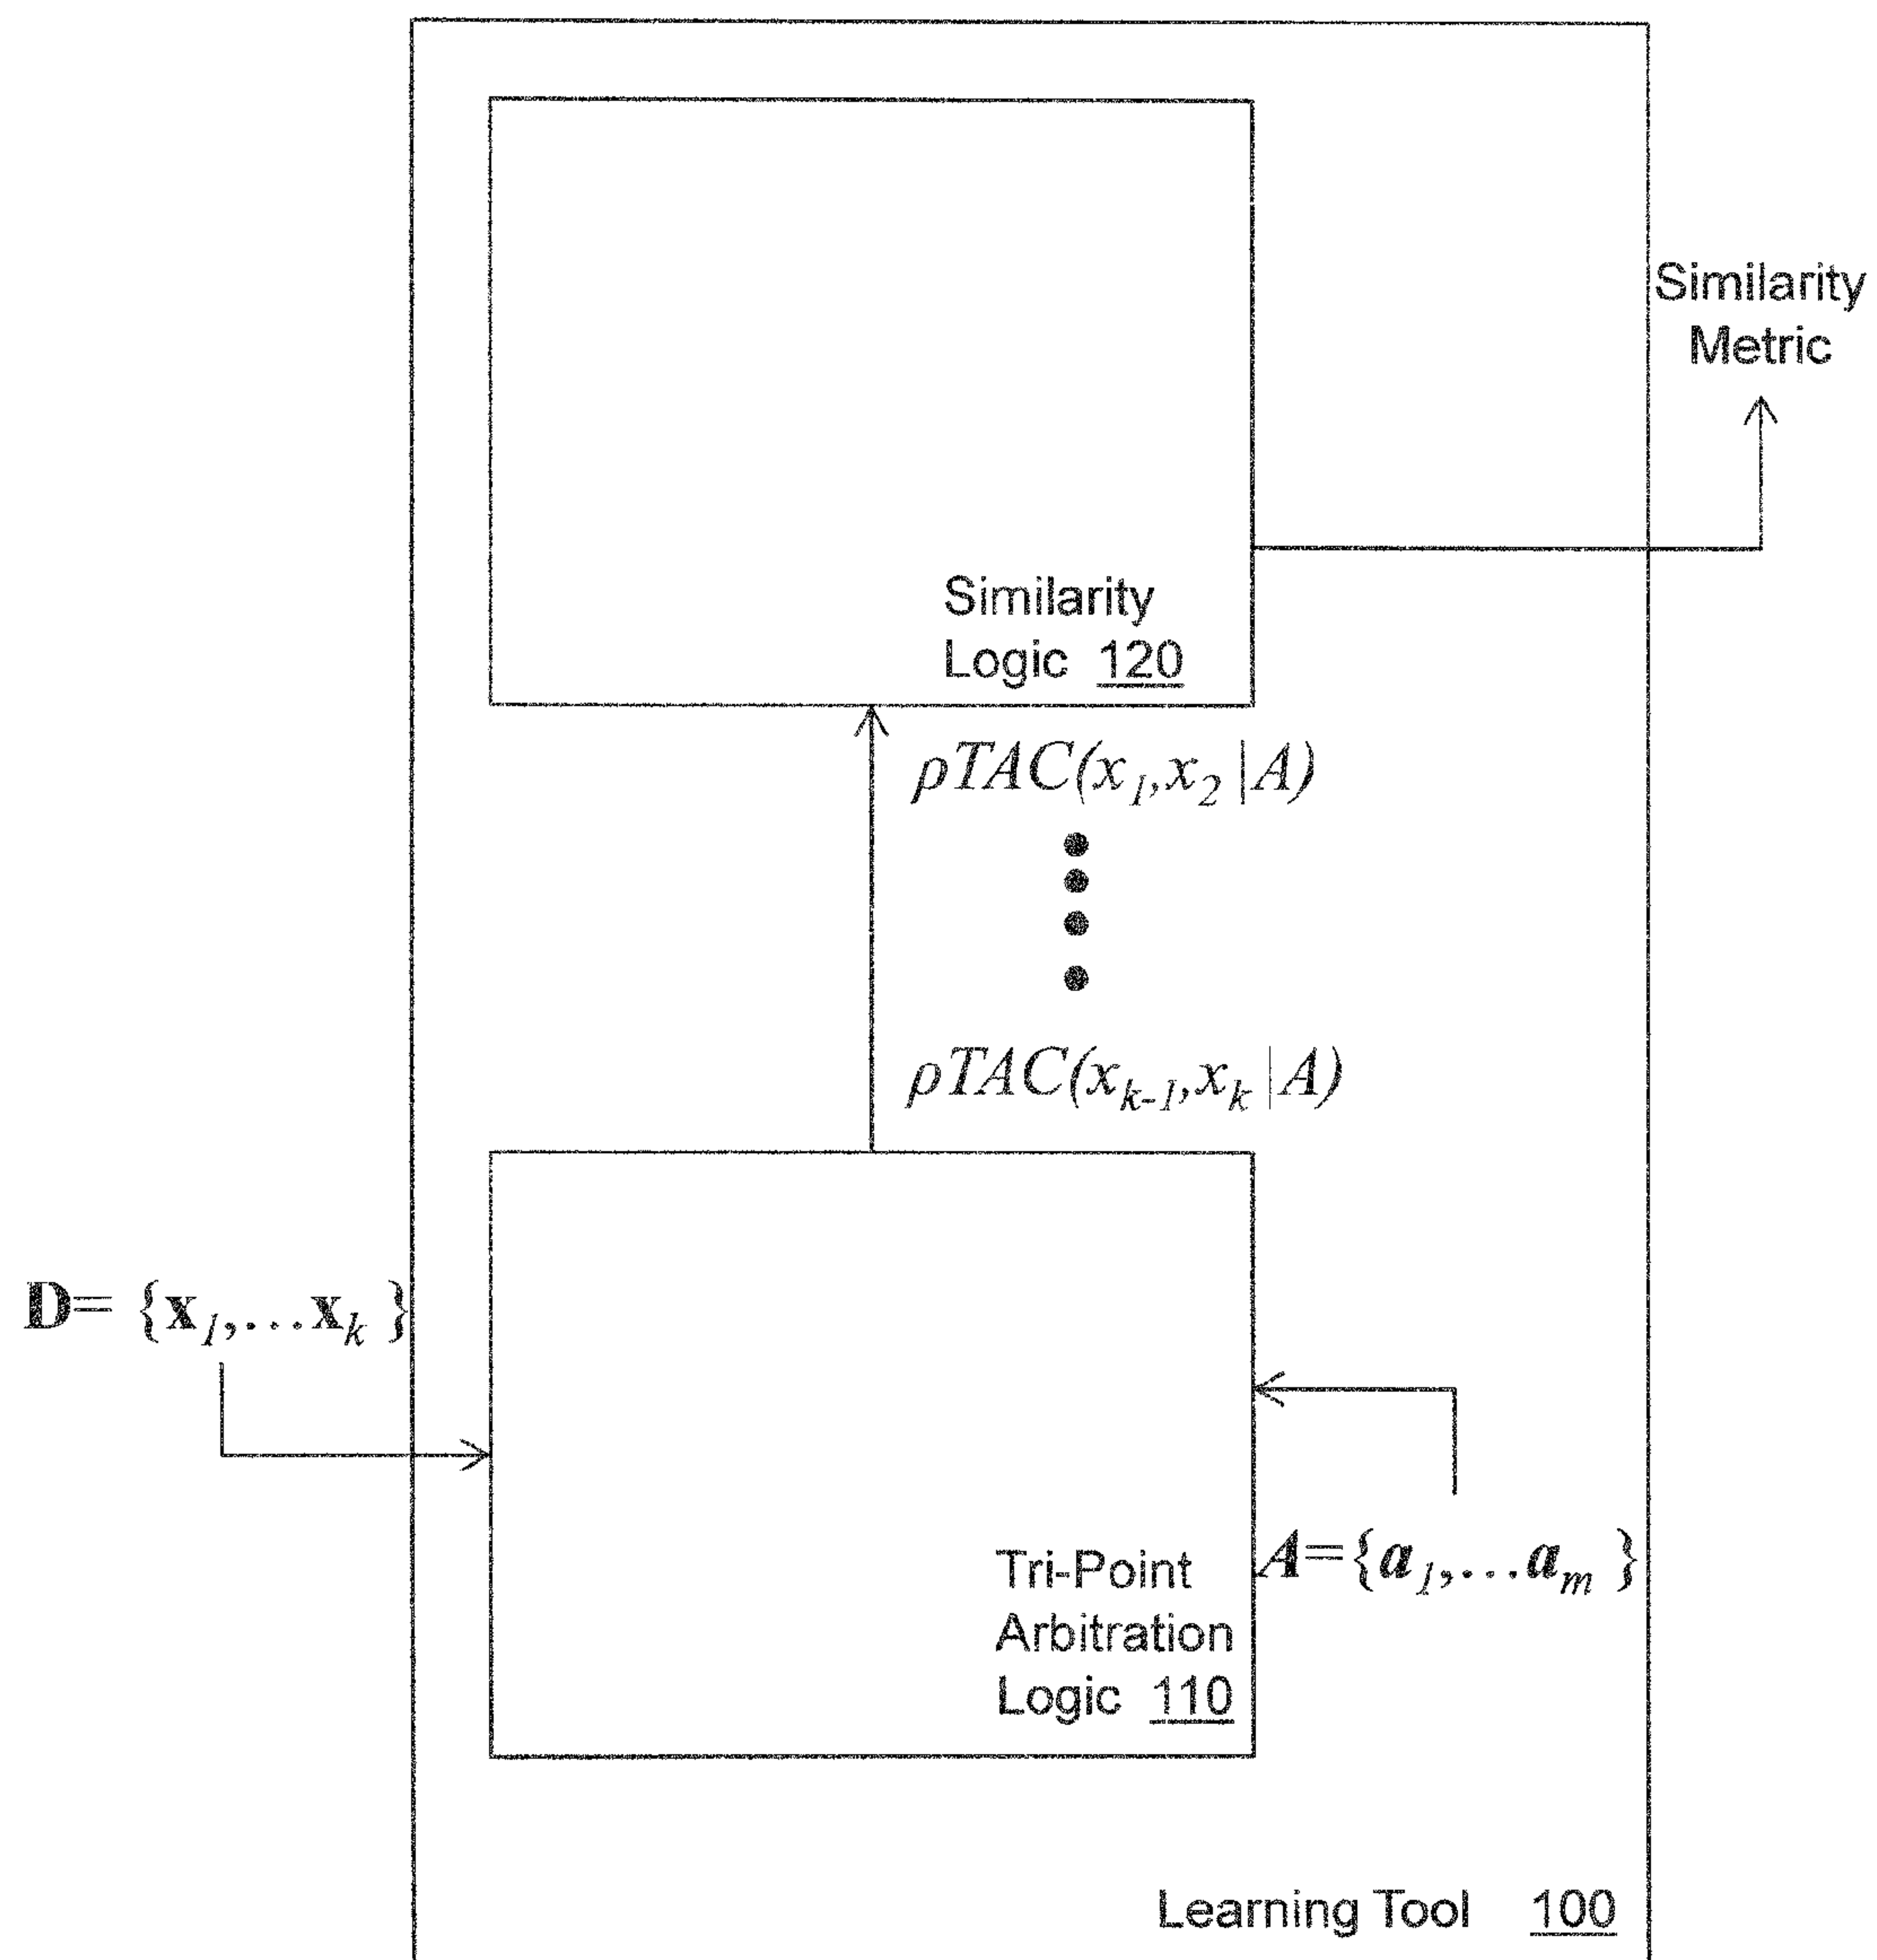 Similarity
Metric
Similarity
Logic 120
ρTAC(x1,x2 |A)
ρTAC(xk-1,xk |A)
D= {x1,...xk }
A={a1,...am }
Tri-Point
Arbitration
Logic 110
Learning Tool 100